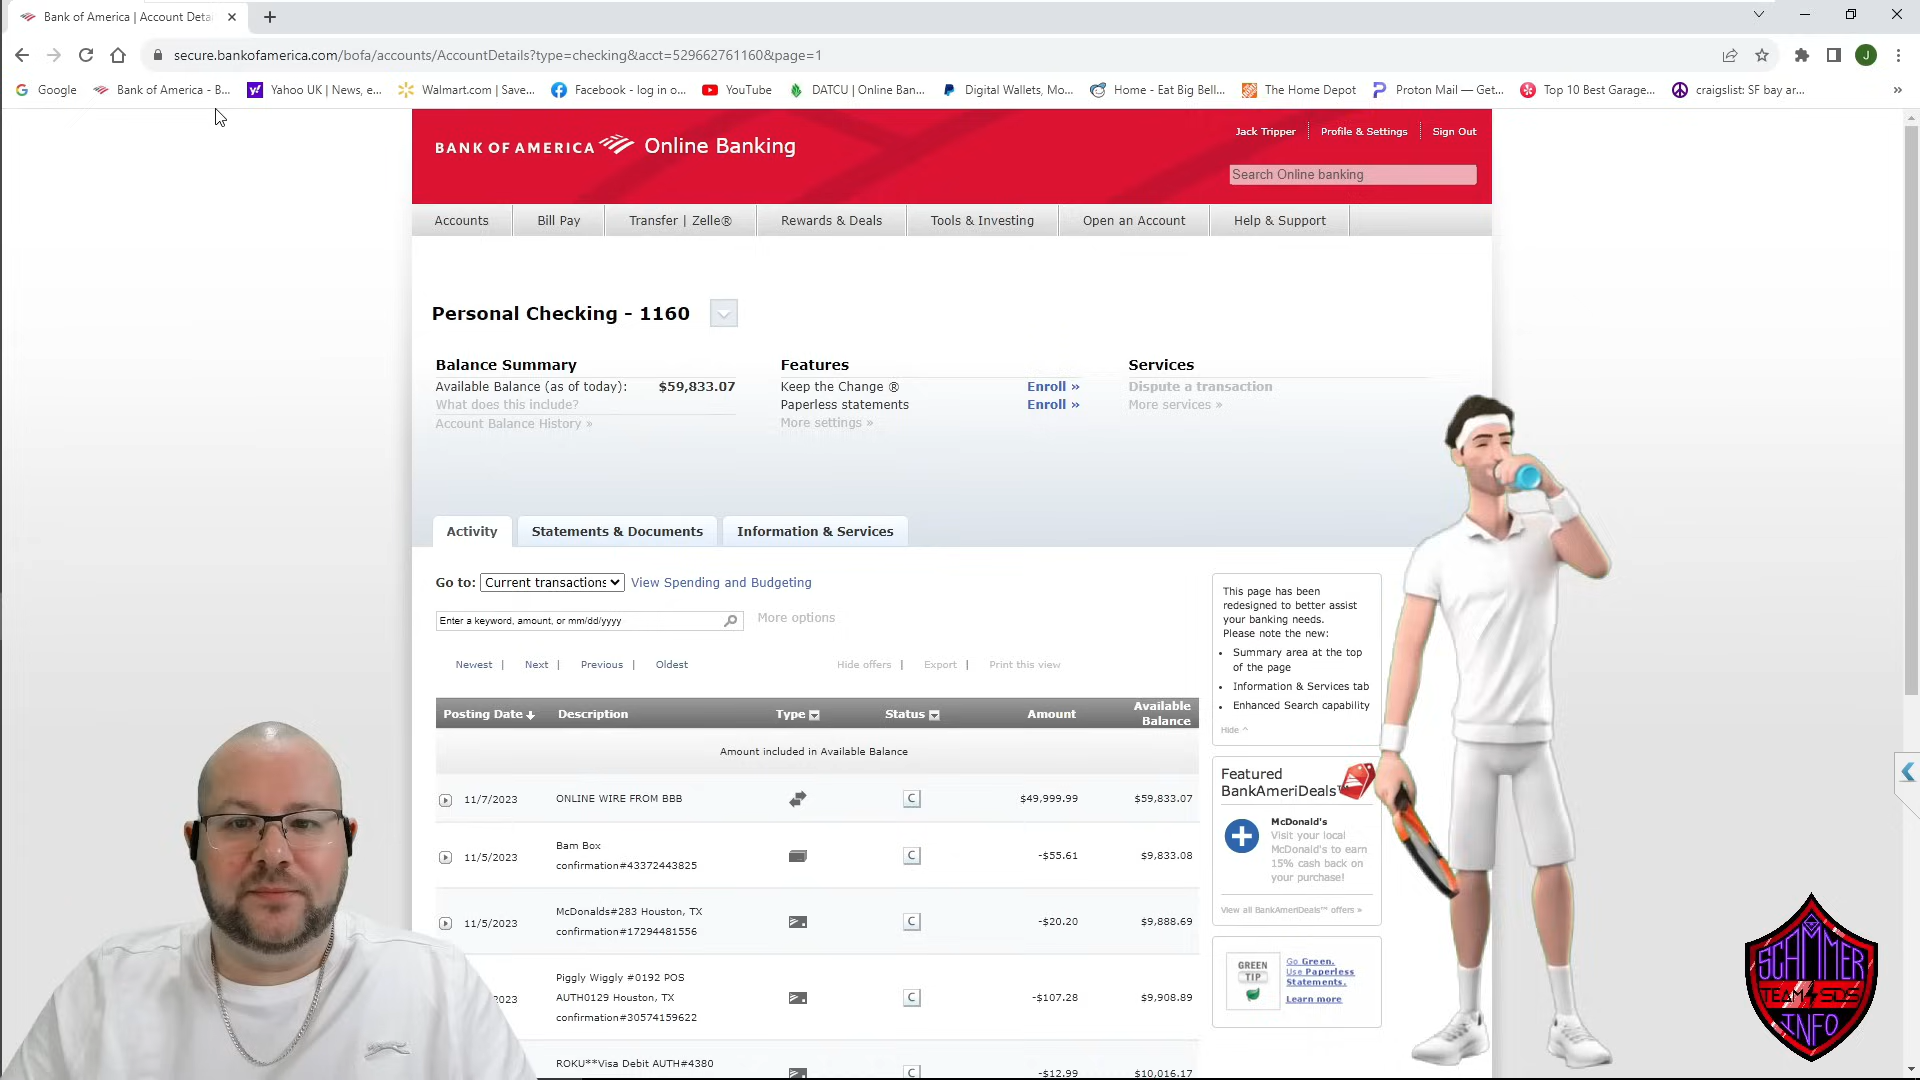 Bank of America | Account Detai
secure.bankofamerica.com/bofa/accounts/AccountDetails?type=checking&acct=529662761160&page=1
J
Google
Bank of America - B...
Yahoo UK | News, e...
Walmart.com | Save...
Facebook - log in o...
YouTube
DATCU | Online Ban...
Digital Wallets, Mo...
Home - Eat Big Bell...
The Home Depot
Proton Mail — Get...
Top 10 Best Garage...
craigslist: SF bay ar...
»
BANK OF AMERICA Online Banking
Jack Tripper
Profile & Settings
Sign Out
Search Online banking
Accounts
Bill Pay
Transfer | Zelle®
Rewards & Deals
Tools & Investing
Open an Account
Help & Support
Personal Checking - 1160
Balance Summary
Available Balance (as of today): $59,833.07
What does this include?
Account Balance History »
Features
Keep the Change ® Enroll »
Paperless statements Enroll »
More settings »
Services
Dispute a transaction
More services »
Activity
Statements & Documents
Information & Services
Go to: Current transactions View Spending and Budgeting
Enter a keyword, amount, or mm/dd/yyyy
More options
Newest | Next | Previous | Oldest
Hide offers | Export | Print this view
Posting Date Description Type Status Amount Available
Balance
Amount included in Available Balance
11/7/2023 ONLINE WIRE FROM BBB C $49,999.99 $59,833.07
Bam Box
11/5/2023 C -$55.61 $9,833.08
confirmation#43372443825
McDonalds#283 Houston, TX
11/5/2023 C -$20.20 $9,888.69
confirmation#17294481556
Piggly Wiggly #0192 POS
023 AUTH0129 Houston, TX C -$107.28 $9,908.89
confirmation#30574159622
ROKU**Visa Debit AUTH#4380
C -$12.99 $10,016.17
This page has been
redesigned to better assist
your banking needs.
Please note the new:
• Summary area at the top
of the page
• Information & Services tab
• Enhanced Search capability
Hide ^
Featured
BankAmeriDeals™
McDonald's
Visit your local
McDonald's to earn
15% cash back on
your purchase!
View all BankAmeriDeals™ offers »
GREEN
TIP
Go Green.
Use Paperless
Statements.
Learn more
SCAMMER
TEAM SDS
INFO